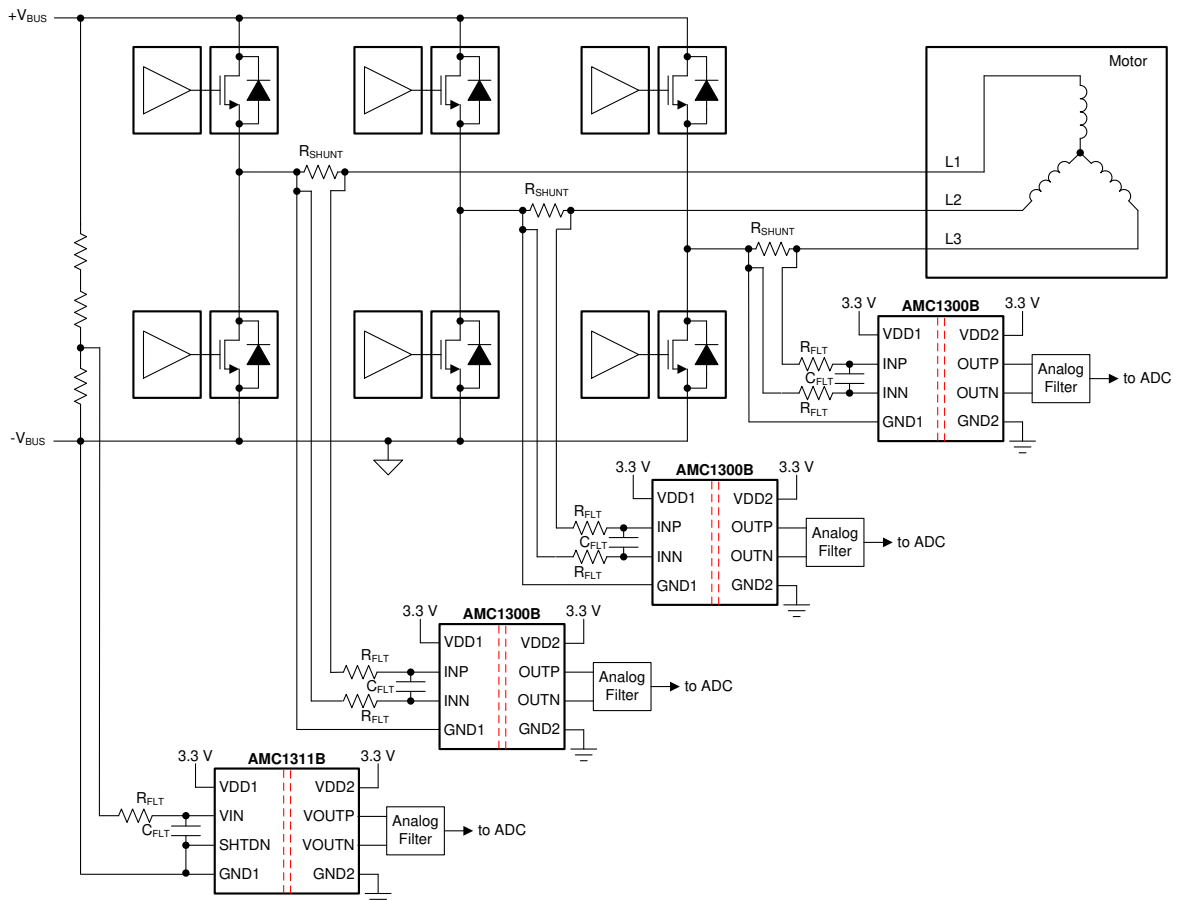 +VBUS
Motor
RSHUNT
L1
RSHUNT
L2
RSHUNT
L3
3.3 V
AMC1300B
3.3 V
VDD1
VDD2
RFLT
INP
OUTP
CFLT
Analog
Filter
to ADC
INN
OUTN
RFLT
GND1
GND2
-VBUS
3.3 V
AMC1300B
3.3 V
VDD1
VDD2
RFLT
INP
OUTP
CFLT
Analog
Filter
to ADC
INN
OUTN
RFLT
GND1
GND2
3.3 V
AMC1300B
3.3 V
VDD1
VDD2
RFLT
INP
OUTP
CFLT
Analog
Filter
to ADC
INN
OUTN
RFLT
GND1
GND2
3.3 V
AMC1311B
3.3 V
VDD1
VDD2
RFLT
VIN
VOUTP
CFLT
Analog
Filter
to ADC
SHTDN
VOUTN
GND1
GND2